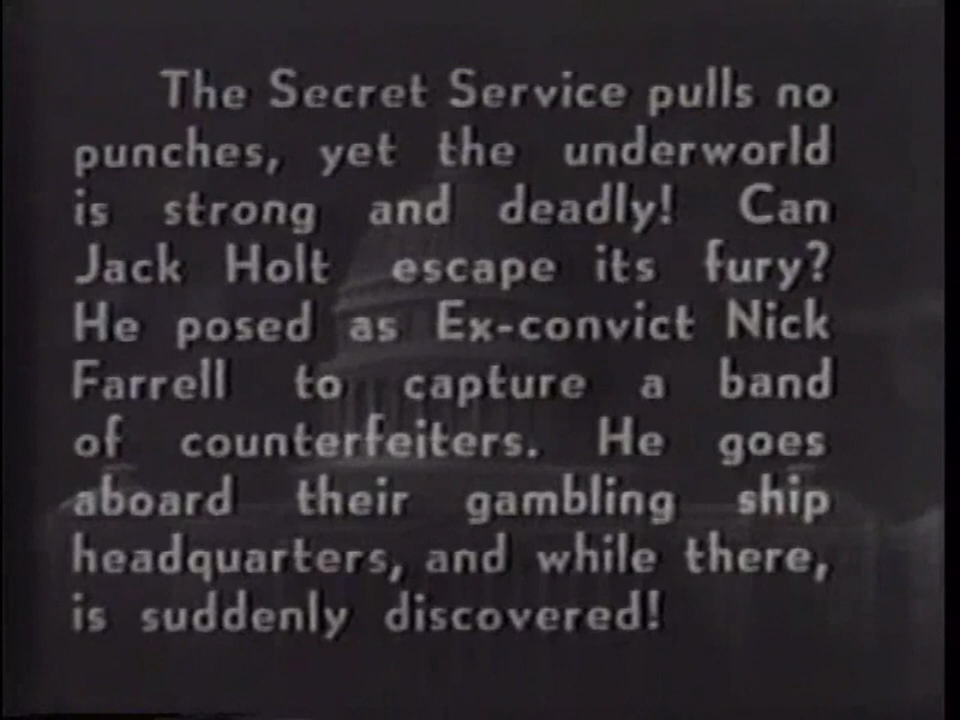 The Secret Service pulls no
punches, yet the underworld
is strong and deadly! Can
Jack Holt escape its fury?
He posed as Ex-convict Nick
Farrell to capture a band
of counterfeiters. He goes
aboard their gambling ship
headquarters, and while there,
is suddenly discovered!